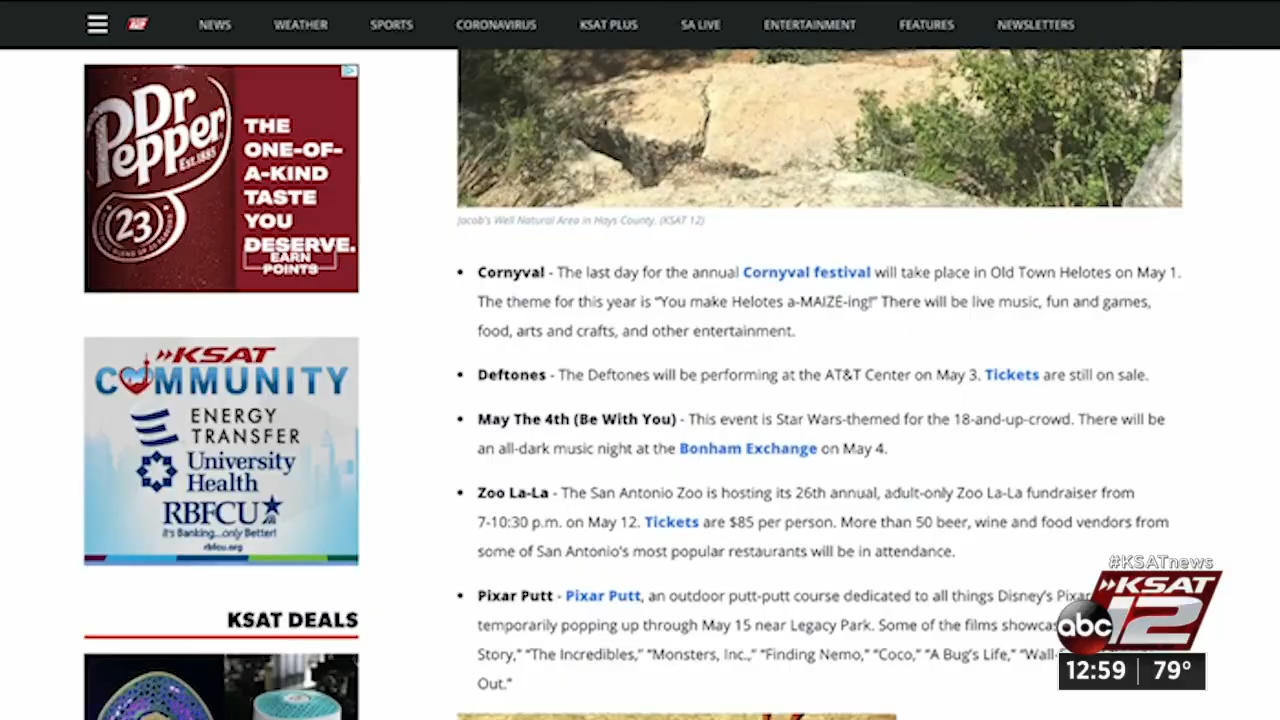 NEWS WEATHER SPORTS CORONAVIRUS KSAT PLUS SA LIVE ENTERTAINMENT FEATURES NEWSLETTERS
Dr
Pepper
Est. 1885
23
THE
ONE-OF-
A-KIND
TASTE
YOU
DESERVE.
EARN
POINTS
KSAT
COMMUNITY
ENERGY
TRANSFER
University
Health
RBFCU
It's Banking...only Better!
rbfcu.org
KSAT DEALS
Jacob's Well Natural Area in Hays County. (KSAT 12)
• Cornyval - The last day for the annual Cornyval festival will take place in Old Town Helotes on May 1.
The theme for this year is “You make Helotes a-MAIZE-ing!” There will be live music, fun and games,
food, arts and crafts, and other entertainment.
• Deftones - The Deftones will be performing at the AT&T Center on May 3. Tickets are still on sale.
• May The 4th (Be With You) - This event is Star Wars-themed for the 18-and-up-crowd. There will be
an all-dark music night at the Bonham Exchange on May 4.
• Zoo La-La - The San Antonio Zoo is hosting its 26th annual, adult-only Zoo La-La fundraiser from
7-10:30 p.m. on May 12. Tickets are $85 per person. More than 50 beer, wine and food vendors from
some of San Antonio's most popular restaurants will be in attendance.
• Pixar Putt - Pixar Putt, an outdoor putt-putt course dedicated to all things Disney's Pixar
temporarily popping up through May 15 near Legacy Park. Some of the films
Story,” “The Incredibles,” “Monsters, Inc.,” “Finding Nemo,” “Coco,” “A Bug's Life,” “Wall-
Out.”
#KSATnews
KSAT
abc 12
12:59 79°